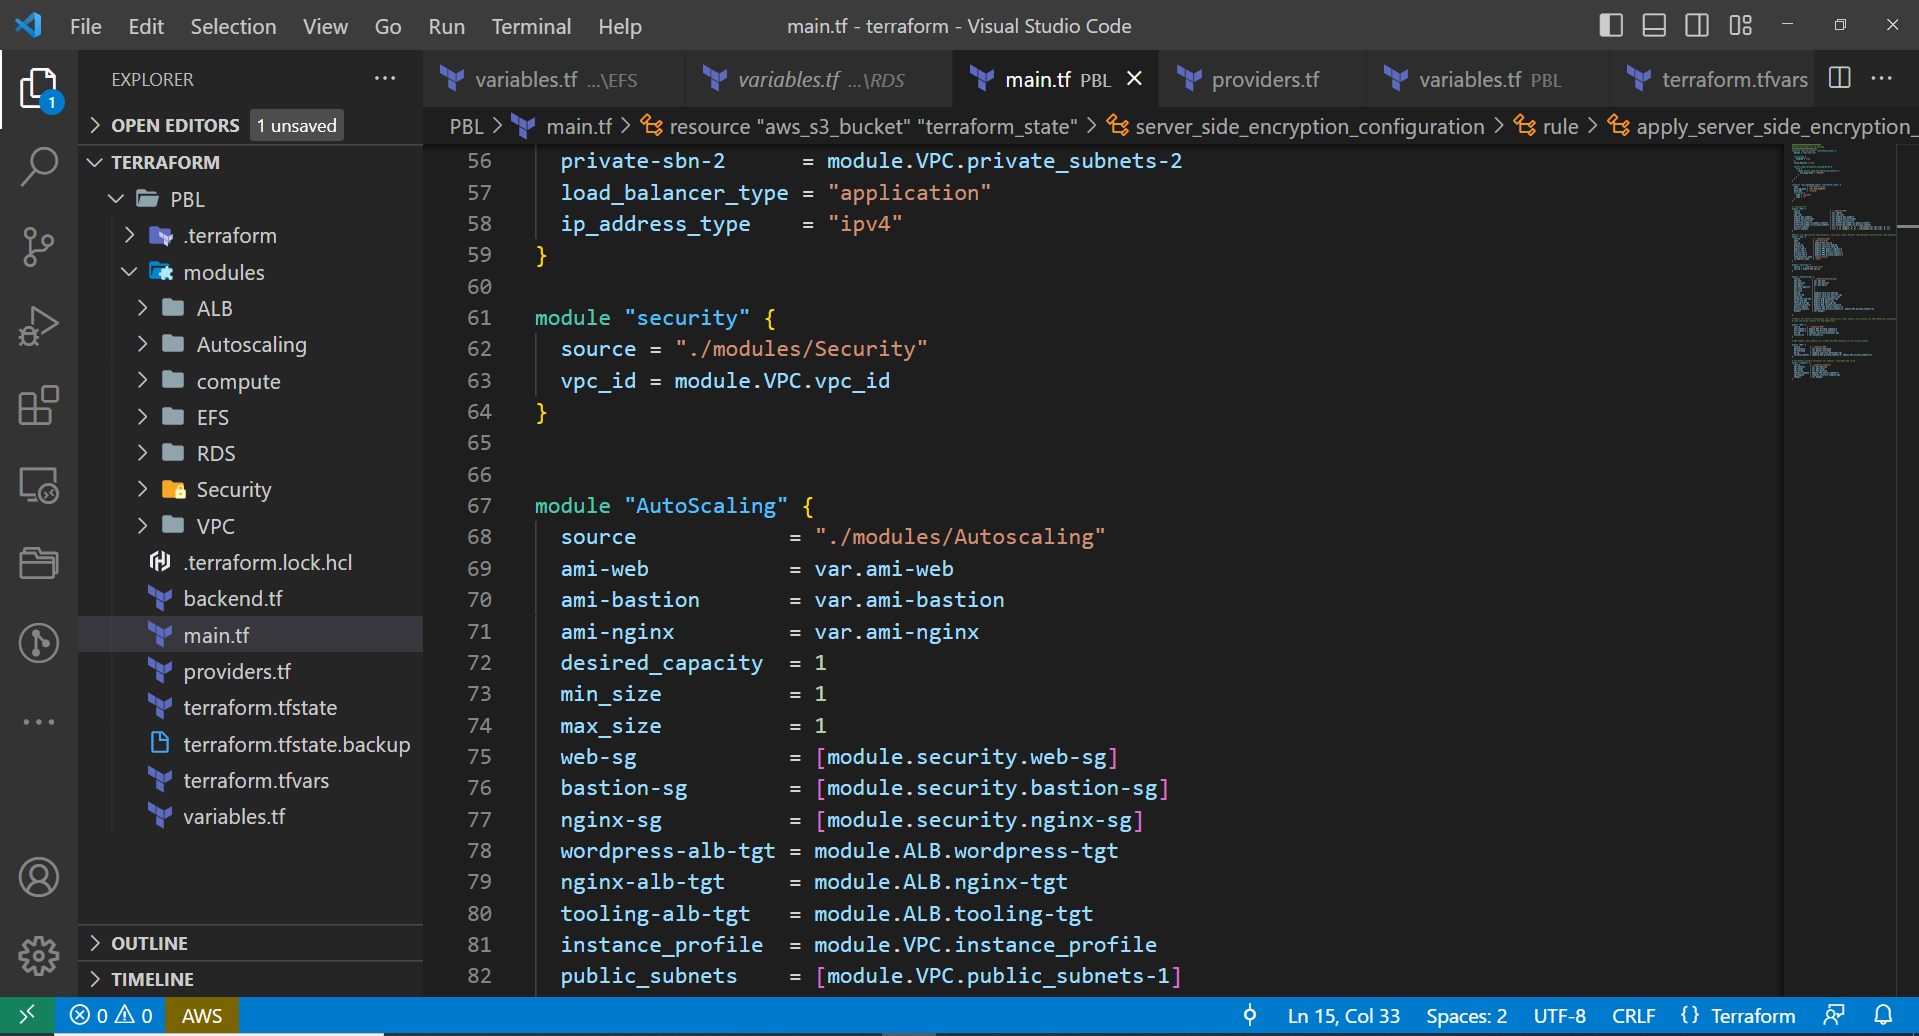 File Edit Selection View Go Run Terminal Help
main.tf - terraform - Visual Studio Code
EXPLORER
1
OPEN EDITORS 1 unsaved
TERRAFORM
PBL
.terraform
modules
ALB
Autoscaling
compute
EFS
RDS
Security
VPC
.terraform.lock.hcl
backend.tf
main.tf
providers.tf
terraform.tfstate
terraform.tfstate.backup
terraform.tfvars
variables.tf
OUTLINE
TIMELINE
variables.tf ...\EFS variables.tf ...\RDS main.tf PBL providers.tf variables.tf PBL terraform.tfvars
PBL > main.tf > resource "aws_s3_bucket" "terraform_state" > server_side_encryption_configuration > rule > apply_server_side_encryption_
56 private-sbn-2 = module.VPC.private_subnets-2
57 load_balancer_type = "application"
58 ip_address_type = "ipv4"
59 }
60
61 module "security" {
62 source = "./modules/Security"
63 vpc_id = module.VPC.vpc_id
64 }
65
66
67 module "AutoScaling" {
68 source = "./modules/Autoscaling"
69 ami-web = var.ami-web
70 ami-bastion = var.ami-bastion
71 ami-nginx = var.ami-nginx
72 desired_capacity = 1
73 min_size = 1
74 max_size = 1
75 web-sg = [module.security.web-sg]
76 bastion-sg = [module.security.bastion-sg]
77 nginx-sg = [module.security.nginx-sg]
78 wordpress-alb-tgt = module.ALB.wordpress-tgt
79 nginx-alb-tgt = module.ALB.nginx-tgt
80 tooling-alb-tgt = module.ALB.tooling-tgt
81 instance_profile = module.VPC.instance_profile
82 public_subnets = [module.VPC.public_subnets-1]
0 0 AWS Ln 15, Col 33 Spaces: 2 UTF-8 CRLF {} Terraform